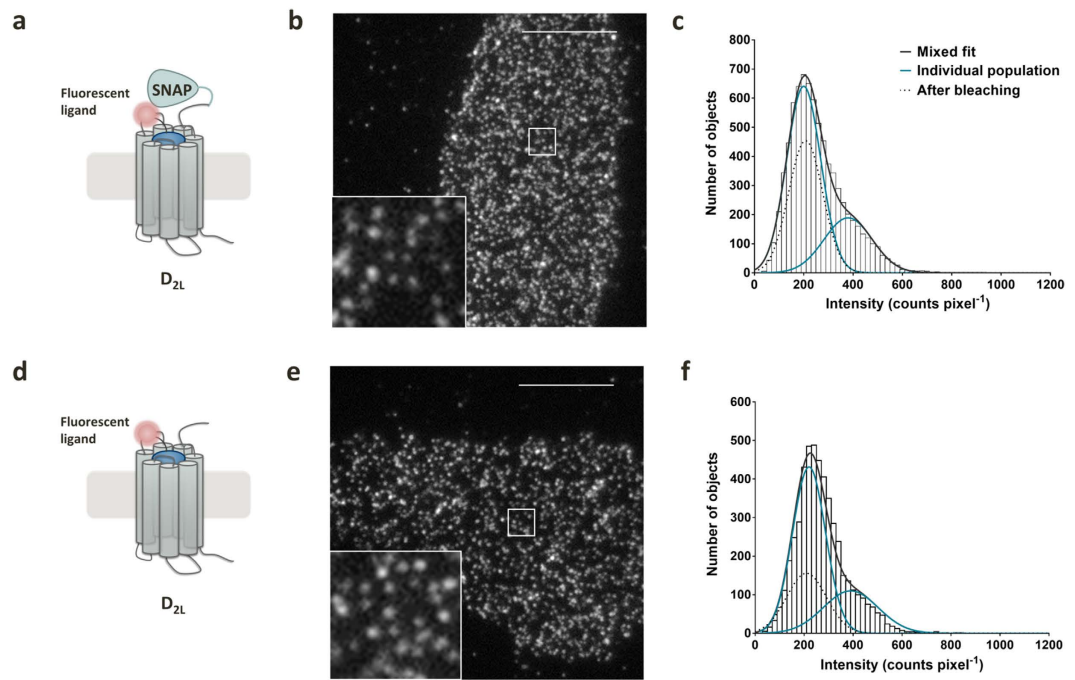 a
SNAP
Fluorescent
ligand
D2L
b
c
800
700
600
500
400
300
200
100
0
Number of objects
Mixed fit
Individual population
After bleaching
0 200 400 600 800 1000 1200
Intensity (counts pixel-1)
d
Fluorescent
ligand
D2L
e
f
600
500
400
300
200
100
0
Number of objects
0 200 400 600 800 1000 1200
Intensity (counts pixel-1)